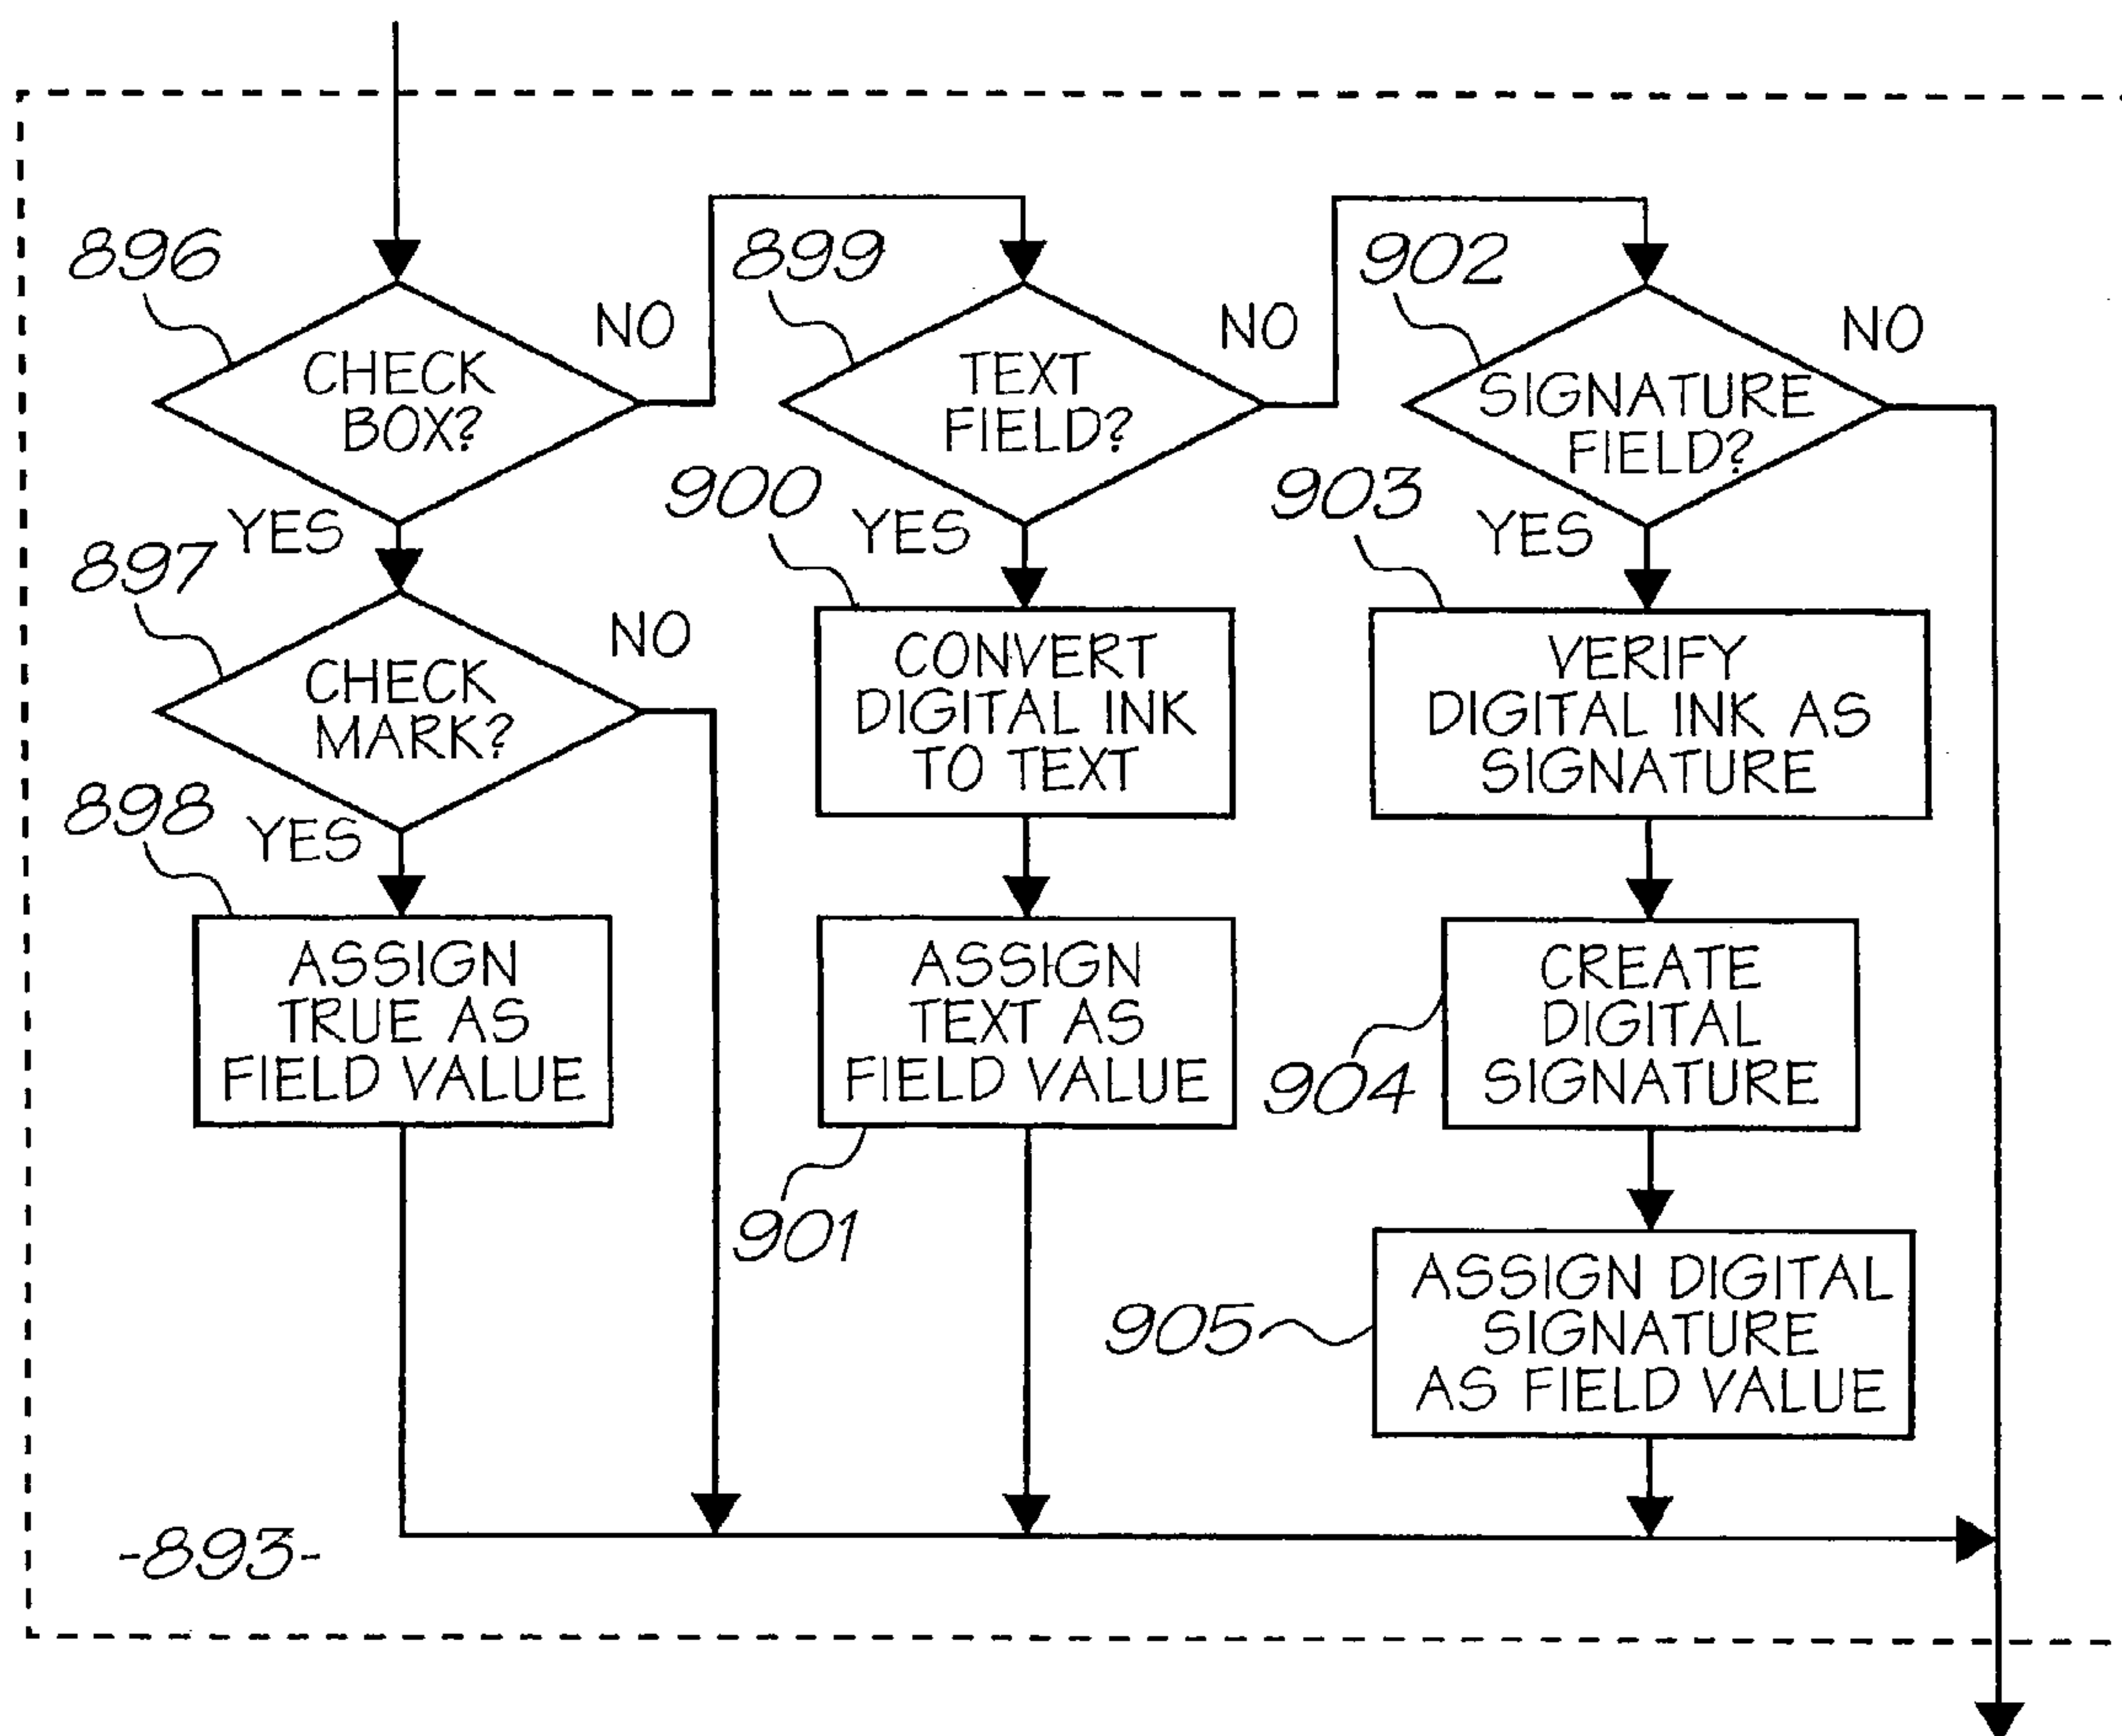 896
CHECK
BOX?
NO
YES
899
TEXT
FIELD?
NO
YES
902
SIGNATURE
FIELD?
NO
YES
897
CHECK
MARK?
NO
YES
900
CONVERT
DIGITAL INK
TO TEXT
903
VERIFY
DIGITAL INK AS
SIGNATURE
898
ASSIGN
TRUE AS
FIELD VALUE
ASSIGN
TEXT AS
FIELD VALUE
901
904
CREATE
DIGITAL
SIGNATURE
905
ASSIGN DIGITAL
SIGNATURE
AS FIELD VALUE
-893-